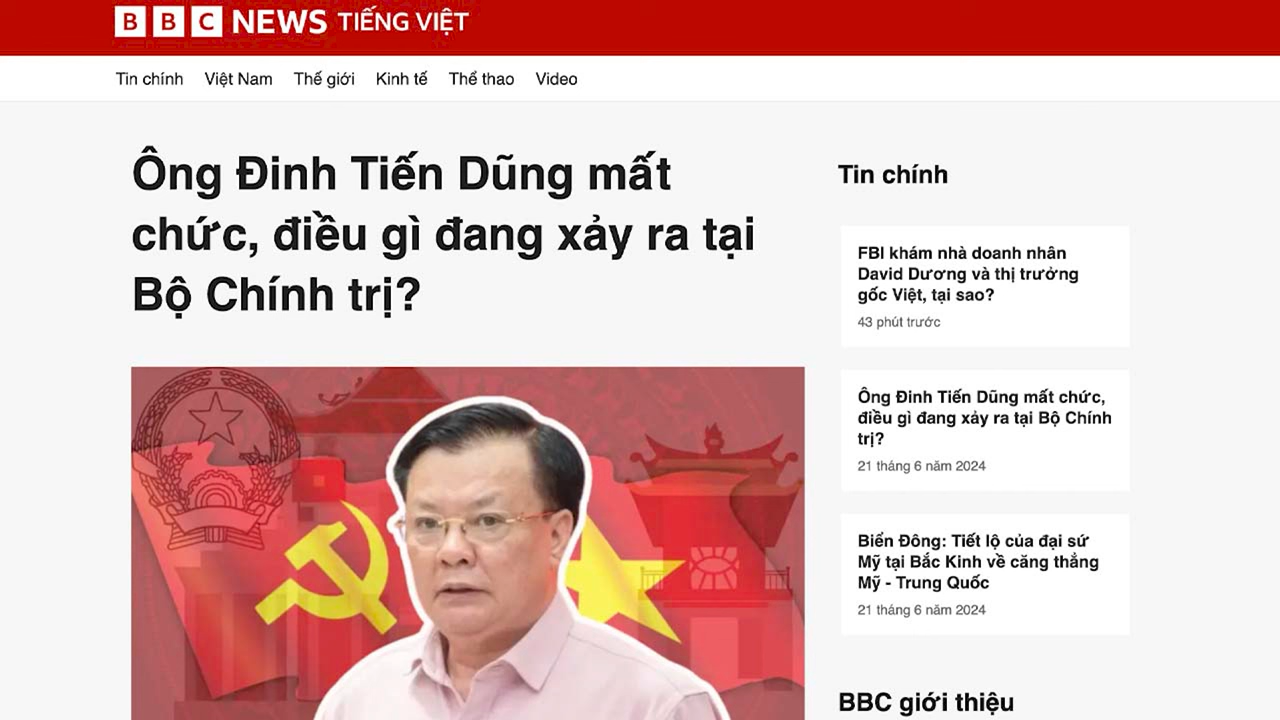 BBC NEWS TIẾNG VIỆT
Tin chính Việt Nam Thế giới Kinh tế Thể thao Video
Ông Đinh Tiến Dũng mất
chức, điều gì đang xảy ra tại
Bộ Chính trị?
Tin chính
FBI khám nhà doanh nhân
David Dương và thị trưởng
gốc Việt, tại sao?
43 phút trước
Ông Đinh Tiến Dũng mất chức,
điều gì đang xảy ra tại Bộ Chính
trị?
21 tháng 6 năm 2024
Biển Đông: Tiết lộ của đại sứ
Mỹ tại Bắc Kinh về căng thẳng
Mỹ - Trung Quốc
21 tháng 6 năm 2024
BBC giới thiệu